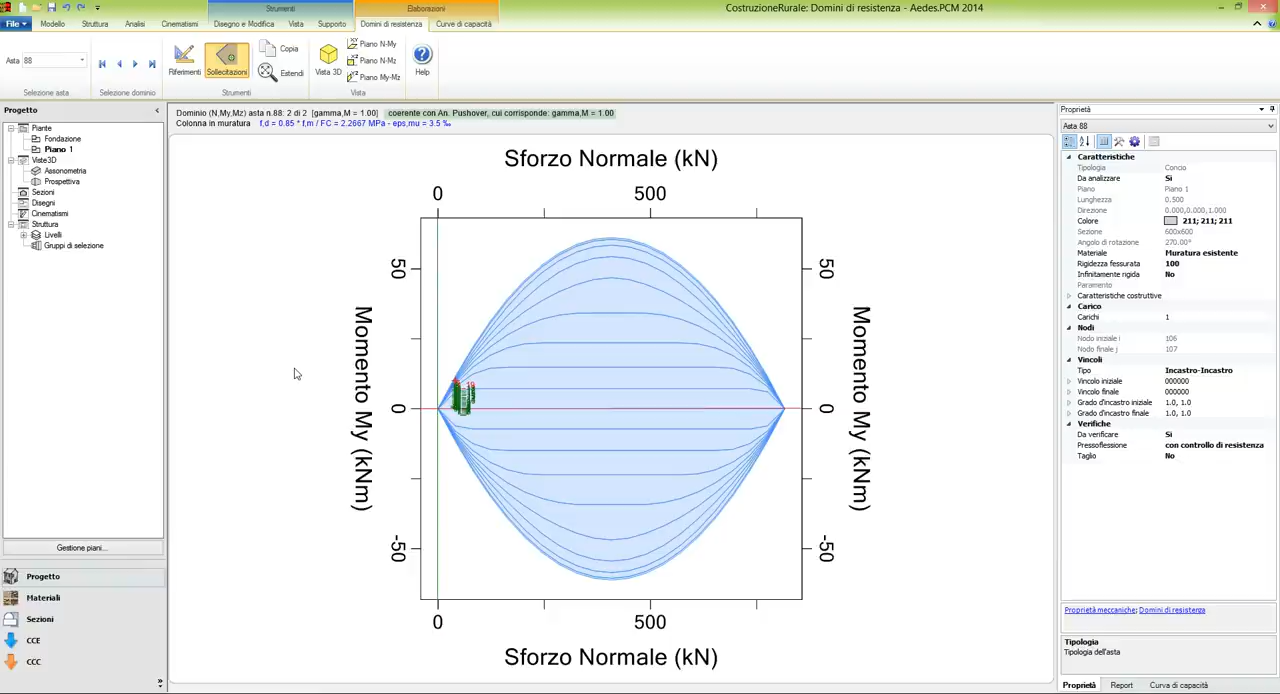 Strumenti
Elaborazioni
CostruzioneRurale: Domini di resistenza - Aedes.PCM 2014
File
Modello
Struttura
Analisi
Cinematismi
Disegno e Modifica
Vista
Supporto
Domini di resistenza
Curve di capacità
Asta 88
Riferimenti
Sollecitazioni
Copia
Estendi
Vista 3D
Piano N-My
Piano N-Mz
Piano My-Mz
Help
Selezione asta
Selezione dominio
Strumenti
Vista
Progetto
Piante
Fondazione
Piano 1
Viste3D
Assonometria
Prospettiva
Sezioni
Disegni
Cinematismi
Struttura
Livelli
Gruppi di selezione
Gestione piani...
Progetto
Materiali
Sezioni
CCE
CCC
Dominio (N,My,Mz) asta n.88: 2 di 2 [gamma,M = 1.00] coerente con An. Pushover, cui corrisponde: gamma,M = 1.00
Colonna in muratura f,d = 0.85 * f,m / FC = 2.2667 MPa - eps,mu = 3.5 ‰
Sforzo Normale (kN)
0 500
50 50
Momento My (kNm)
Momento My (kNm)
19
0 0
-50 -50
0 500
Sforzo Normale (kN)
Proprietà
Asta 88
Caratteristiche
Tipologia Concio
Da analizzare Sì
Piano Piano 1
Lunghezza 0.500
Direzione 0.000,0.000,1.000
Colore 211; 211; 211
Sezione 600x600
Angolo di rotazione 270.00°
Materiale Muratura esistente
Rigidezza fessurata 100
Infinitamente rigida No
Paramento
Caratteristiche costruttive
Carico
Carichi 1
Nodi
Nodo iniziale i 106
Nodo finale j 107
Vincoli
Tipo Incastro-Incastro
Vincolo iniziale 000000
Vincolo finale 000000
Grado d'incastro iniziale 1.0, 1.0
Grado d'incastro finale 1.0, 1.0
Verifiche
Da verificare Sì
Pressoflessione con controllo di resistenza
Taglio No
Proprietà meccaniche; Domini di resistenza
Tipologia
Tipologia dell'asta
Proprietà
Report
Curva di capacità